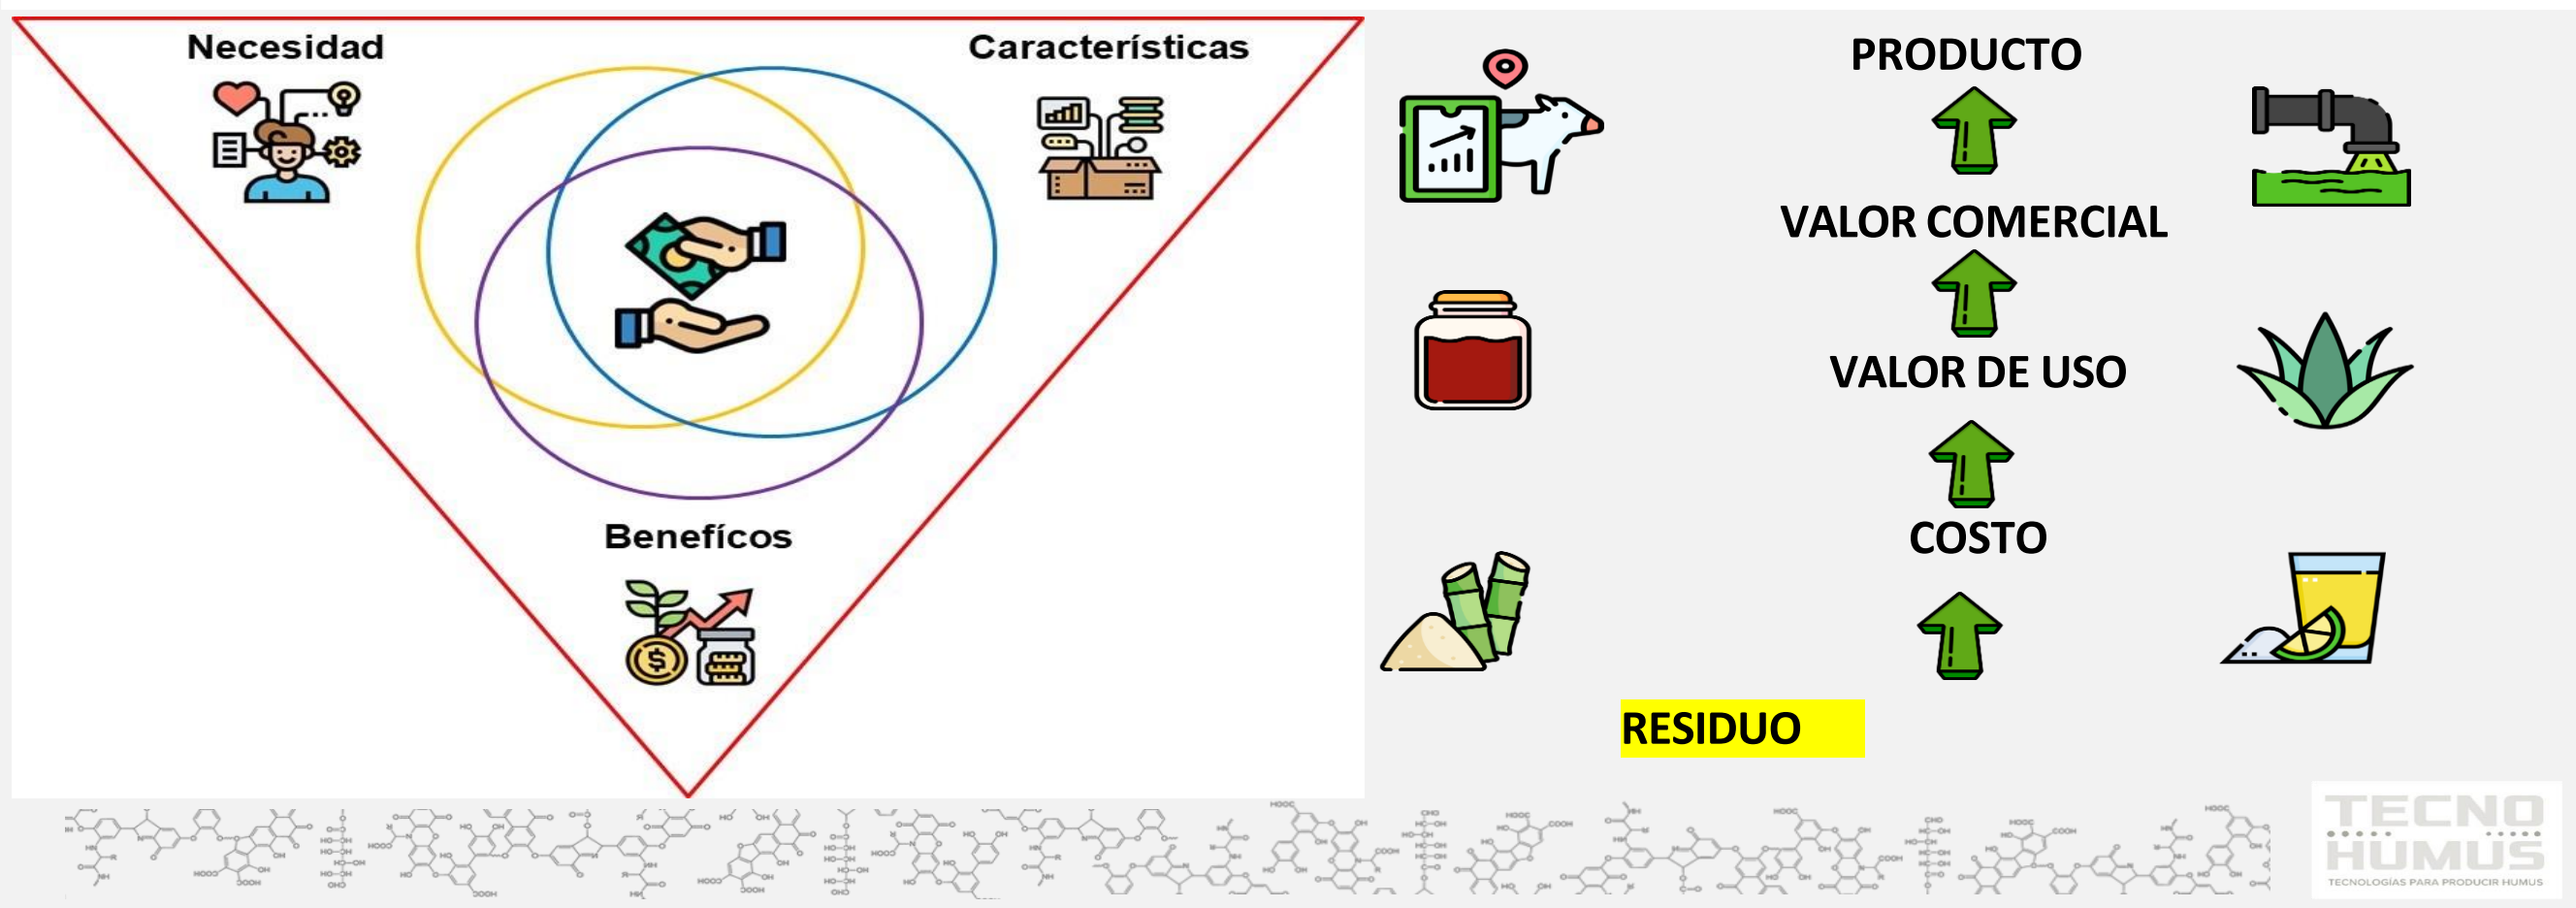 Necesidad
Características
Benefícos
PRODUCTO
VALOR COMERCIAL
VALOR DE USO
COSTO
RESIDUO
TECNO
HUMUS
TECNOLOGÍAS PARA PRODUCIR HUMUS